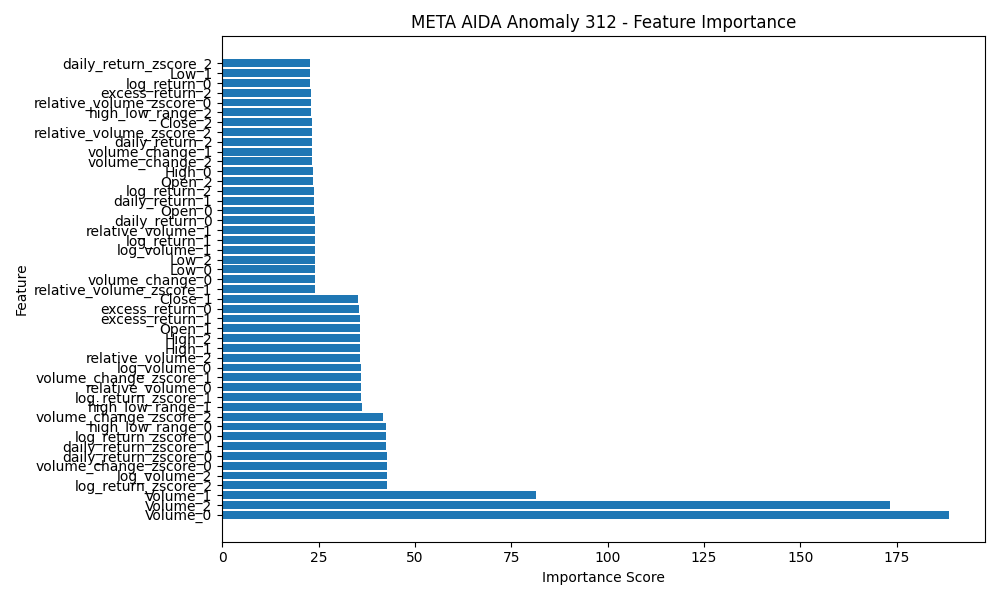 META AIDA Anomaly 312 - Feature Importance
daily_return_zscore_2
Low_1
log_return_0
excess_return_2
relative_volume_zscore_0
high_low_range_2
Close_2
relative_volume_zscore_2
daily_return_2
volume_change_1
volume_change_2
High_0
Open_2
log_return_2
daily_return_1
Open_0
daily_return_0
relative_volume_1
log_return_1
log_volume_1
Low_2
Low_0
volume_change_0
relative_volume_zscore_1
Close_1
excess_return_0
excess_return_1
Open_1
High_2
High_1
relative_volume_2
log_volume_0
volume_change_zscore_1
relative_volume_0
log_return_zscore_1
high_low_range_1
volume_change_zscore_2
high_low_range_0
log_return_zscore_0
daily_return_zscore_1
daily_return_zscore_0
volume_change_zscore_0
log_volume_2
log_return_zscore_2
Volume_1
Volume_2
Volume_0
Feature
0 25 50 75 100 125 150 175
Importance Score